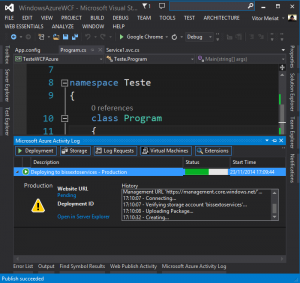 WindowsAzureWCF - Microsoft Visual St...
FILE EDIT VIEW PROJECT BUILD DEBUG TEAM
TOOLS TEST ARCHITECTURE
WEB ESSENTIALS ANALYZE WINDOW HELP
Vitor Meriat
Google Chrome
Debug
App.config
Program.cs
Service1.svc.cs
TesteWCFAzure
Teste.Program
Main(string[] args)
Server Explorer
Test Explorer
Solution Explorer
Team Explorer
Properties
Notifications
7
8
namespace Teste
9
{
0 references
10
class Program
11
{
Microsoft Azure Activity Log
Deployment
Storage
Log Requests
Virtual Machines
Extensions
Description
Status
Start Time
Deploying to bissextoservices - Production
23/11/2014 17:09:44
Production
Website URL
Pending
Deployment ID
Open in Server Explorer
History
Management URL 'https://management.core.windows.net/'
17:10:07 - Connecting...
17:10:07 - Verifying storage account 'bissextoservices'...
17:10:08 - Uploading Package...
17:10:32 - Creating...
Error List
Output
Find Symbol Results
Web Publish Activity
Microsoft Azure Activity Log
Publish succeeded